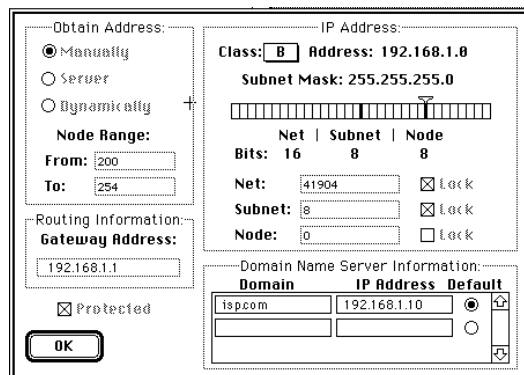 Obtain Address:
Manually
Server
Dynamically
Node Range:
From: 200
To: 254
Routing Information:
Gateway Address:
192.168.1.1
Protected
OK
IP Address:
Class: B Address: 192.168.1.0
Subnet Mask: 255.255.255.0
Net | Subnet | Node
Bits: 16 8 8
Net: 41904 Lock
Subnet: 8 Lock
Node: 0 Lock
Domain Name Server Information:
Domain IP Address Default
isp.com 192.168.1.10